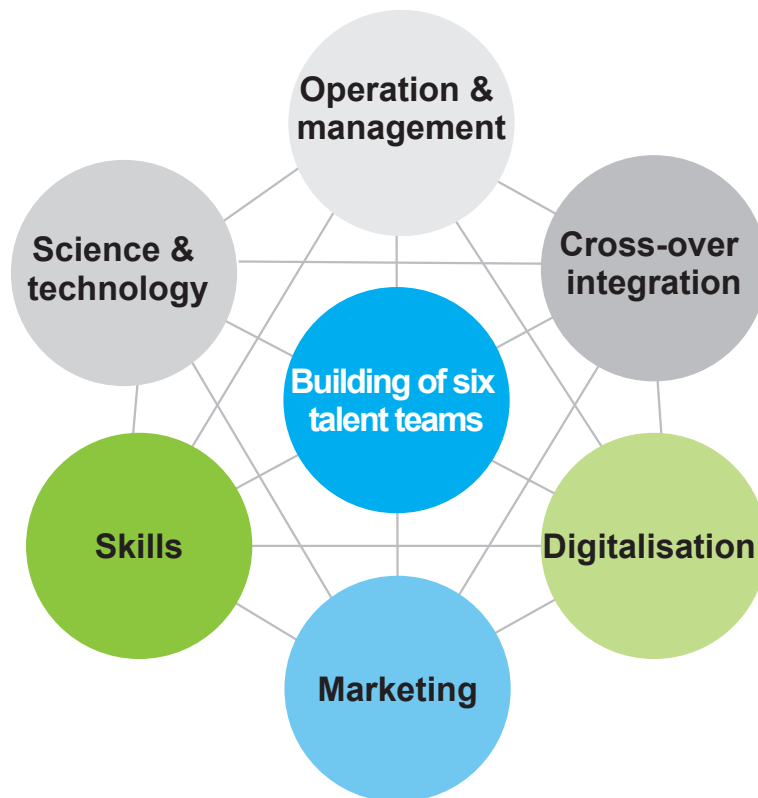 Operation &
management
Science &
technology
Cross-over
integration
Building of six
talent teams
Skills
Digitalisation
Marketing